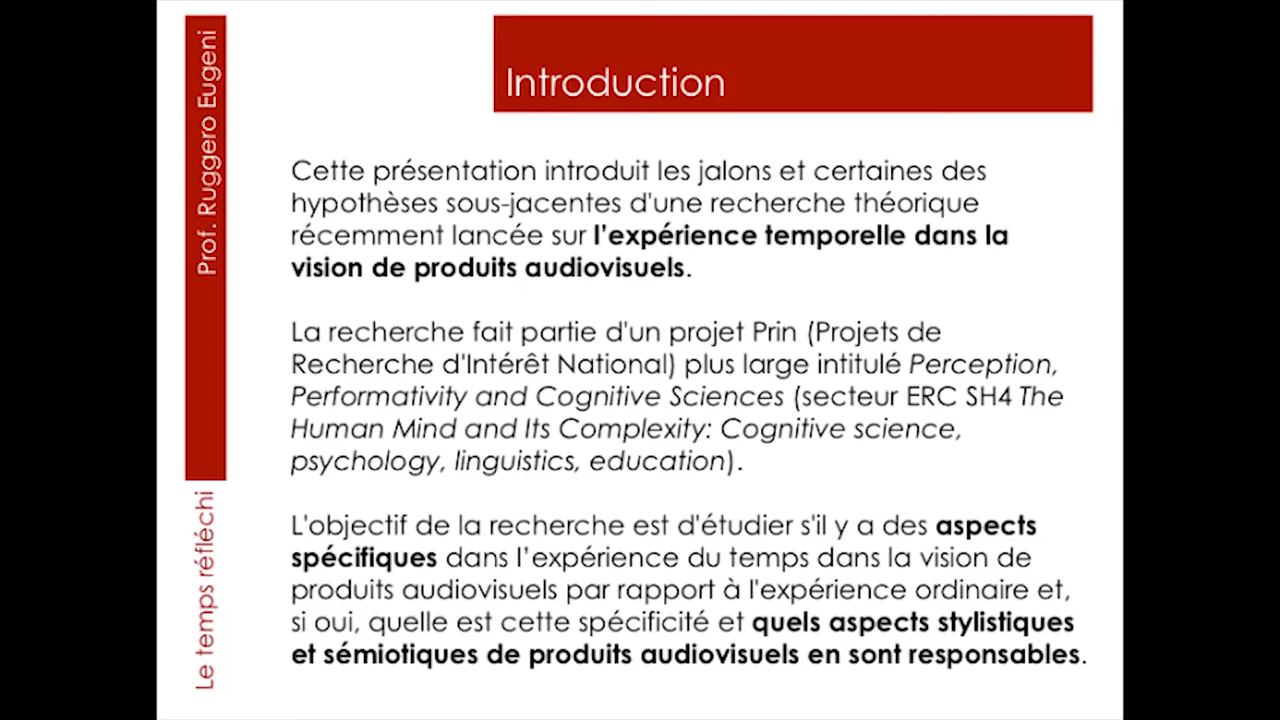 Prof. Ruggero Eugeni
Le temps réfléchi
Introduction
Cette présentation introduit les jalons et certaines des
hypothèses sous-jacentes d'une recherche théorique
récemment lancée sur l’expérience temporelle dans la
vision de produits audiovisuels.
La recherche fait partie d'un projet Prin (Projets de
Recherche d'Intérêt National) plus large intitulé Perception,
Performativity and Cognitive Sciences (secteur ERC SH4 The
Human Mind and Its Complexity: Cognitive science,
psychology, linguistics, education).
L'objectif de la recherche est d'étudier s'il y a des aspects
spécifiques dans l’expérience du temps dans la vision de
produits audiovisuels par rapport à l'expérience ordinaire et,
si oui, quelle est cette spécificité et quels aspects stylistiques
et sémiotiques de produits audiovisuels en sont responsables.